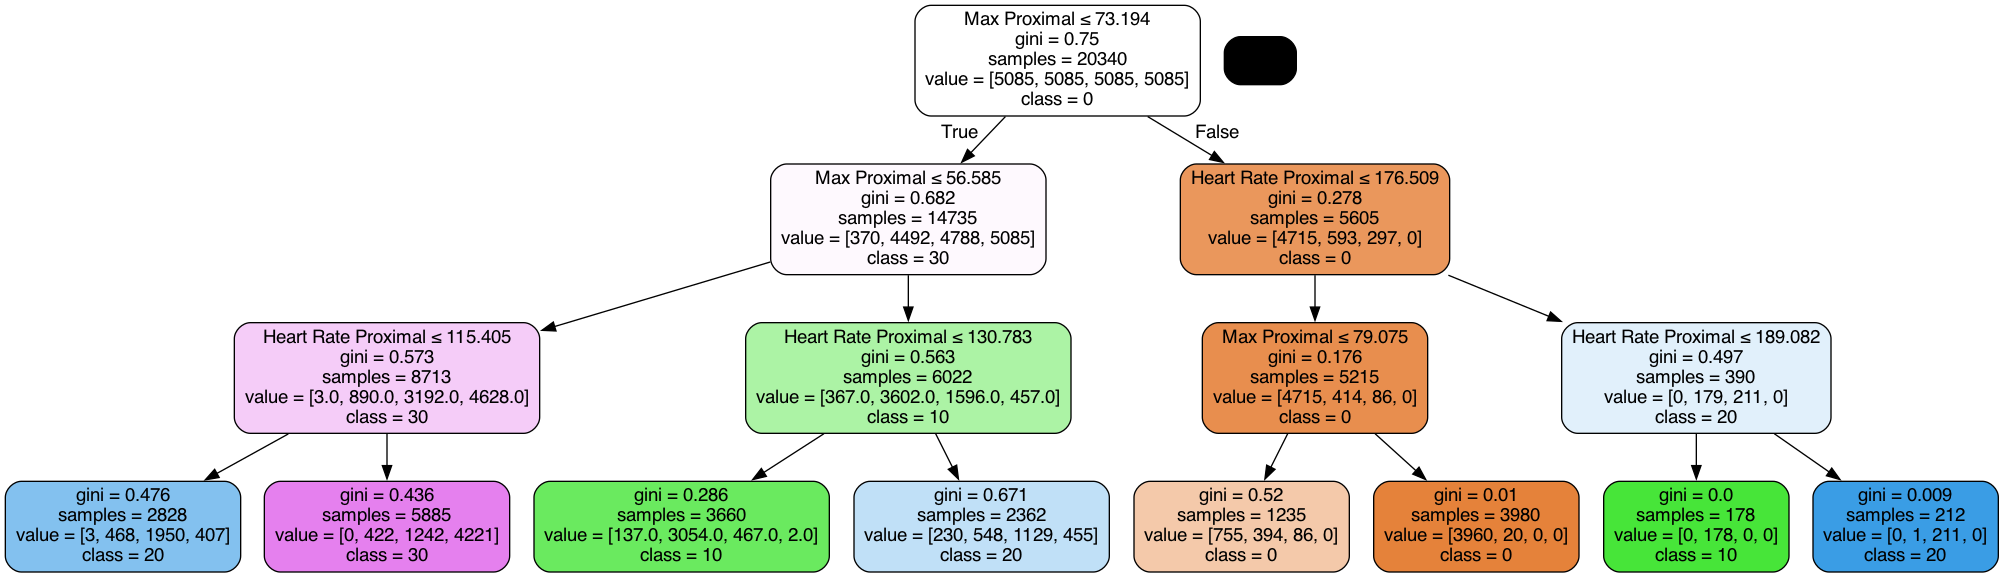 Max Proximal ≤ 73.194
gini = 0.75
samples = 20340
value = [5085, 5085, 5085, 5085]
class = 0
True
False
Max Proximal ≤ 56.585
gini = 0.682
samples = 14735
value = [370, 4492, 4788, 5085]
class = 30
Heart Rate Proximal ≤ 176.509
gini = 0.278
samples = 5605
value = [4715, 593, 297, 0]
class = 0
Heart Rate Proximal ≤ 115.405
gini = 0.573
samples = 8713
value = [3.0, 890.0, 3192.0, 4628.0]
class = 30
Heart Rate Proximal ≤ 130.783
gini = 0.563
samples = 6022
value = [367.0, 3602.0, 1596.0, 457.0]
class = 10
Max Proximal ≤ 79.075
gini = 0.176
samples = 5215
value = [4715, 414, 86, 0]
class = 0
Heart Rate Proximal ≤ 189.082
gini = 0.497
samples = 390
value = [0, 179, 211, 0]
class = 20
gini = 0.476
samples = 2828
value = [3, 468, 1950, 407]
class = 20
gini = 0.436
samples = 5885
value = [0, 422, 1242, 4221]
class = 30
gini = 0.286
samples = 3660
value = [137.0, 3054.0, 467.0, 2.0]
class = 10
gini = 0.671
samples = 2362
value = [230, 548, 1129, 455]
class = 20
gini = 0.52
samples = 1235
value = [755, 394, 86, 0]
class = 0
gini = 0.01
samples = 3980
value = [3960, 20, 0, 0]
class = 0
gini = 0.0
samples = 178
value = [0, 178, 0, 0]
class = 10
gini = 0.009
samples = 212
value = [0, 1, 211, 0]
class = 20